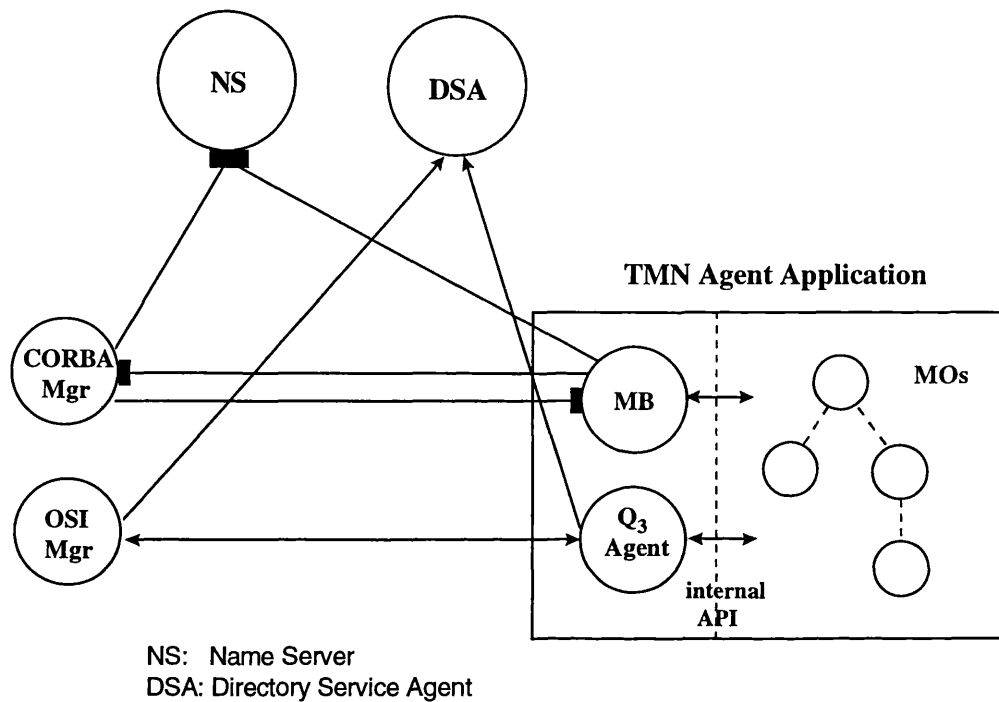 NS
DSA
TMN Agent Application
CORBA
Mgr
MB
MOs
OSI
Mgr
Q3
Agent
internal
API
NS: Name Server
DSA: Directory Service Agent